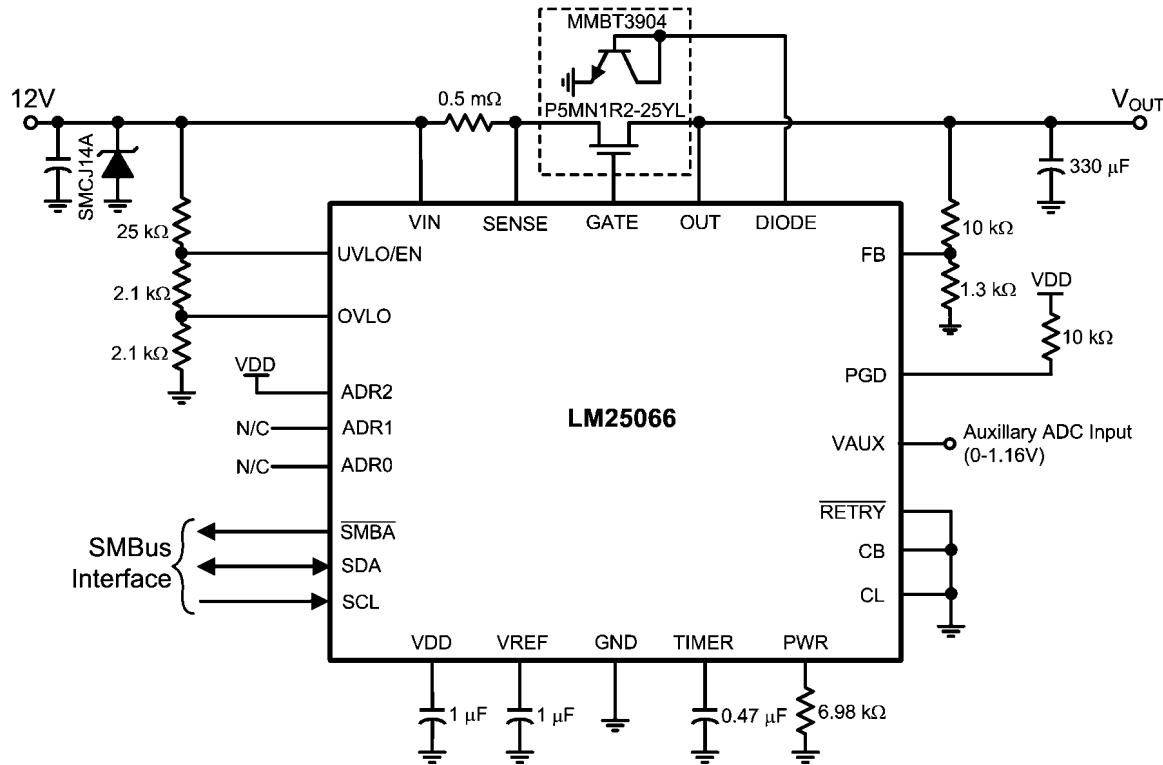 MMBT3904
12V
0.5 mΩ
P5MN1R2-25YL
VOUT
SMCJ14A
330 µF
VIN
SENSE
GATE
OUT
DIODE
25 kΩ
UVLO/EN
FB
10 kΩ
2.1 kΩ
OVLO
1.3 kΩ
VDD
10 kΩ
2.1 kΩ
VDD
ADR2
PGD
LM25066
N/C
ADR1
VAUX
Auxillary ADC Input
(0-1.16V)
N/C
ADR0
RETRY
SMBus
Interface
SMBA
SDA
SCL
CB
CL
VDD
VREF
GND
TIMER
PWR
1 µF
1 µF
0.47 µF
6.98 kΩ